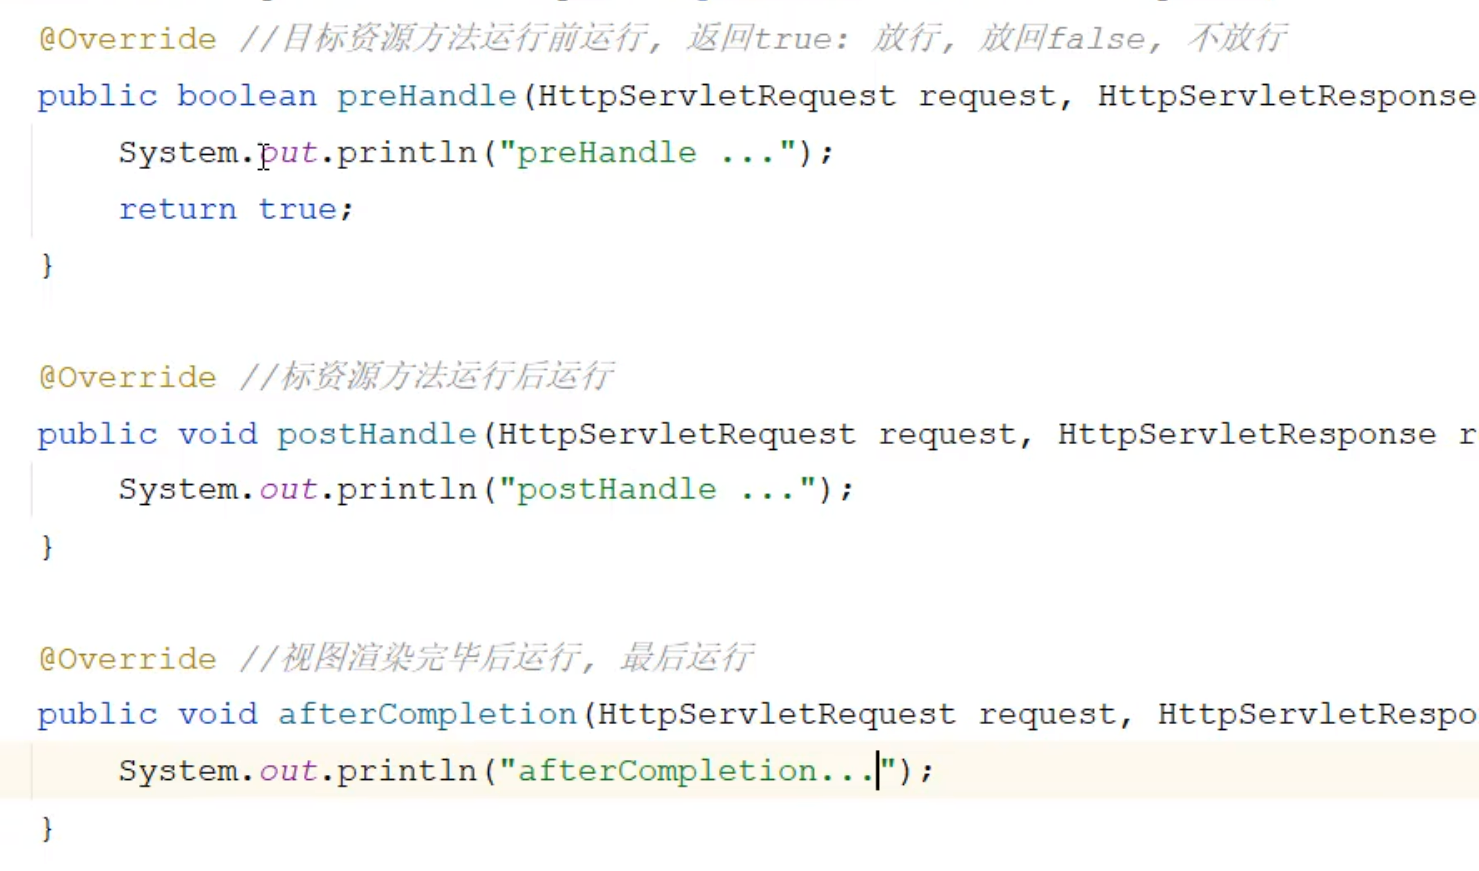 @Override //目标资源方法运行前运行, 返回true: 放行, 放回false, 不放行
public boolean preHandle(HttpServletRequest request, HttpServletResponse
System.out.println("preHandle ...");
return true;
}
@Override //标资源方法运行后运行
public void postHandle(HttpServletRequest request, HttpServletResponse r
System.out.println("postHandle ...");
}
@Override //视图渲染完毕后运行, 最后运行
public void afterCompletion(HttpServletRequest request, HttpServletRespo
System.out.println("afterCompletion...");
}